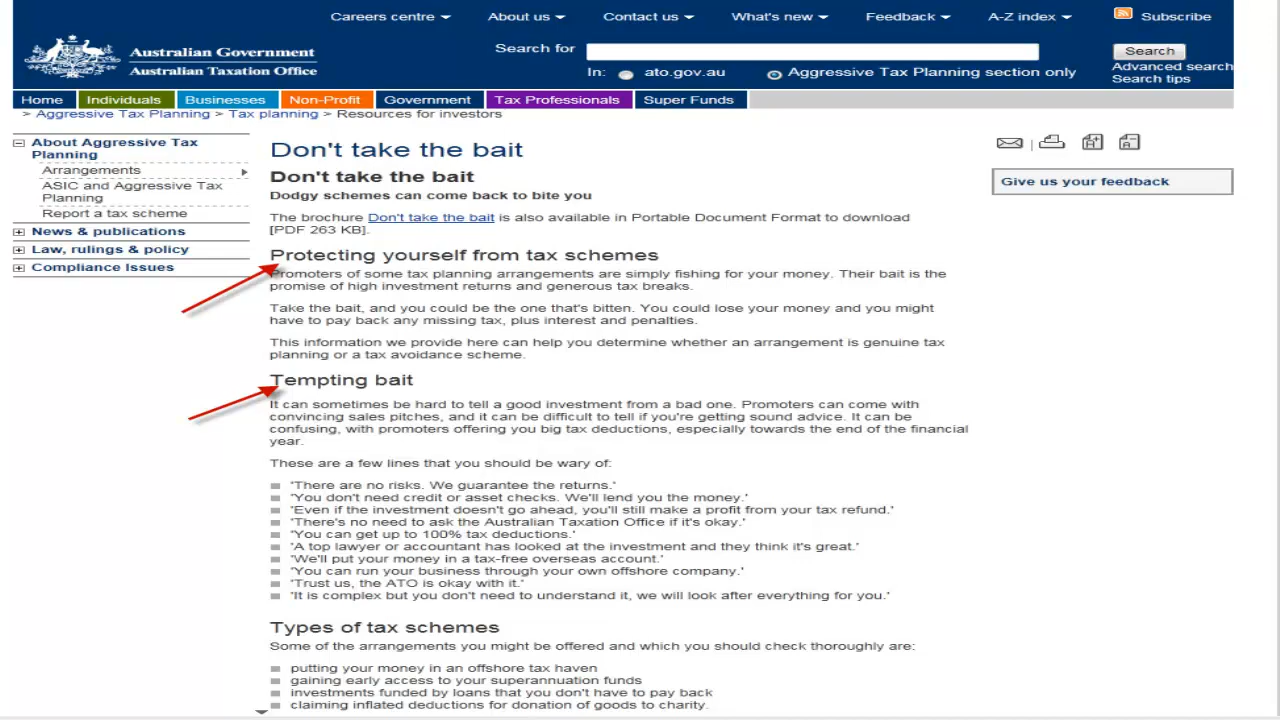 Careers centre About us Contact us What's new Feedback A-Z index Subscribe
Australian Government
Australian Taxation Office
Search for
Search
In: ato.gov.au Aggressive Tax Planning section only
Advanced search
Search tips
Home Individuals Businesses Non-Profit Government Tax Professionals Super Funds
> Aggressive Tax Planning > Tax planning > Resources for investors
About Aggressive Tax
Planning
Arrangements
ASIC and Aggressive Tax
Planning
Report a tax scheme
News & publications
Law, rulings & policy
Compliance Issues
Don't take the bait
Don't take the bait
Dodgy schemes can come back to bite you
The brochure Don't take the bait is also available in Portable Document Format to download
[PDF 263 KB].
Protecting yourself from tax schemes
Promoters of some tax planning arrangements are simply fishing for your money. Their bait is the
promise of high investment returns and generous tax breaks.
Take the bait, and you could be the one that's bitten. You could lose your money and you might
have to pay back any missing tax, plus interest and penalties.
This information we provide here can help you determine whether an arrangement is genuine tax
planning or a tax avoidance scheme.
Tempting bait
It can sometimes be hard to tell a good investment from a bad one. Promoters can come with
convincing sales pitches, and it can be difficult to tell if you're getting sound advice. It can be
confusing, with promoters offering you big tax deductions, especially towards the end of the financial
year.
These are a few lines that you should be wary of:
'There are no risks. We guarantee the returns.'
'You don't need credit or asset checks. We'll lend you the money.'
'Even if the investment doesn't go ahead, you'll still make a profit from your tax refund.'
'There's no need to ask the Australian Taxation Office if it's okay.'
'You can get up to 100% tax deductions.'
'A top lawyer or accountant has looked at the investment and they think it's great.'
'We'll put your money in a tax-free overseas account.'
'You can run your business through your own offshore company.'
'Trust us, the ATO is okay with it.'
'It is complex but you don't need to understand it, we will look after everything for you.'
Types of tax schemes
Some of the arrangements you might be offered and which you should check thoroughly are:
putting your money in an offshore tax haven
gaining early access to your superannuation funds
investments funded by loans that you don't have to pay back
claiming inflated deductions for donation of goods to charity.
Give us your feedback